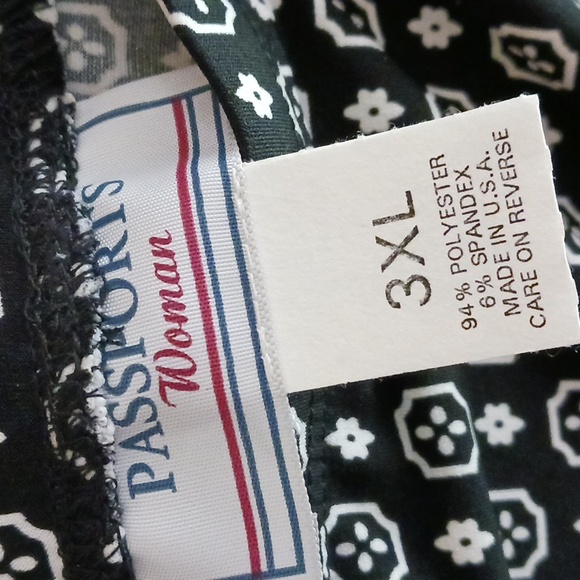 PASSPORTS
Woman
3XL
94% POLYESTER
6% SPANDEX
MADE IN U.S.A.
CARE ON REVERSE